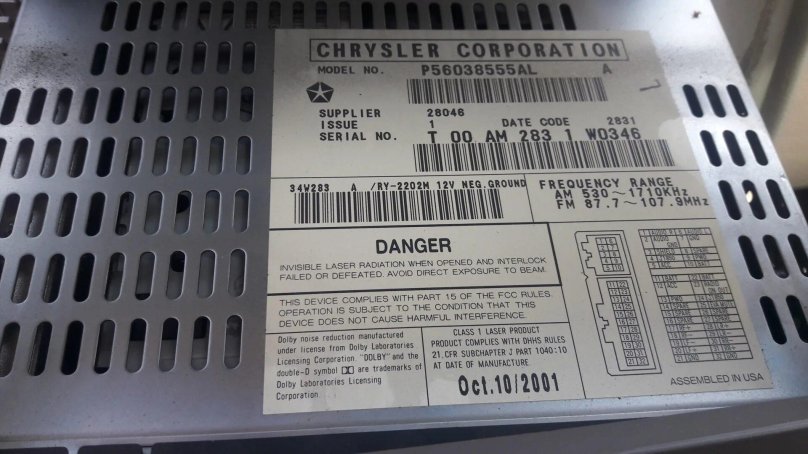 CHRYSLER CORPORATION
MODEL NO. P56038555AL A
SUPPLIER 28046
ISSUE 1 DATE CODE 2831
SERIAL NO. T 00 AM 283 1 W0346
34W283 A /RY-2202M 12V NEG.GROUND
FREQUENCY RANGE
AM 530~1710KHz
FM 87.7~107.9MHz
DANGER
INVISIBLE LASER RADIATION WHEN OPENED AND INTERLOCK
FAILED OR DEFEATED. AVOID DIRECT EXPOSURE TO BEAM.
THIS DEVICE COMPLIES WITH PART 15 OF THE FCC RULES.
OPERATION IS SUBJECT TO THE CONDITION THAT THIS
DEVICE DOES NOT CAUSE HARMFUL INTERFERENCE.
Dolby noise reduction manufactured
under license from Dolby Laboratories
Licensing Corporation. "DOLBY" and the
double-D symbol are trademarks of
Dolby Laboratories Licensing
Corporation.
CLASS 1 LASER PRODUCT
PRODUCT COMPLIES WITH DHHS RULES
21.CFR SUBCHAPTER J PART 1040:10
AT DATE OF MANUFACTURE
Oct.10/2001
ASSEMBLED IN USA